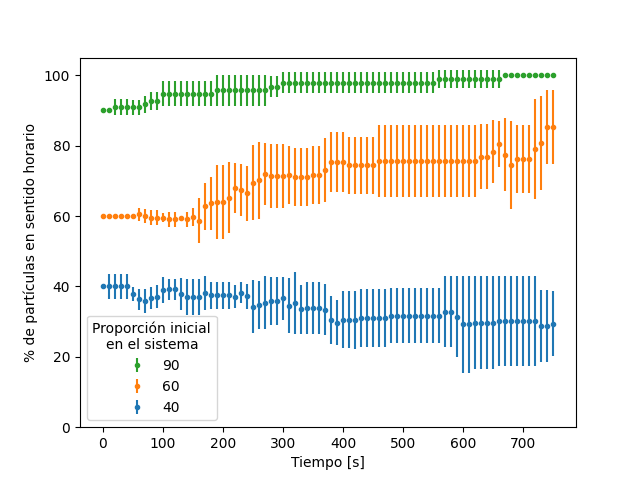 100
80
60
40
20
0
% de partículas en sentido horario
Proporción inicial
en el sistema
90
60
40
0 100 200 300 400 500 600 700
Tiempo [s]